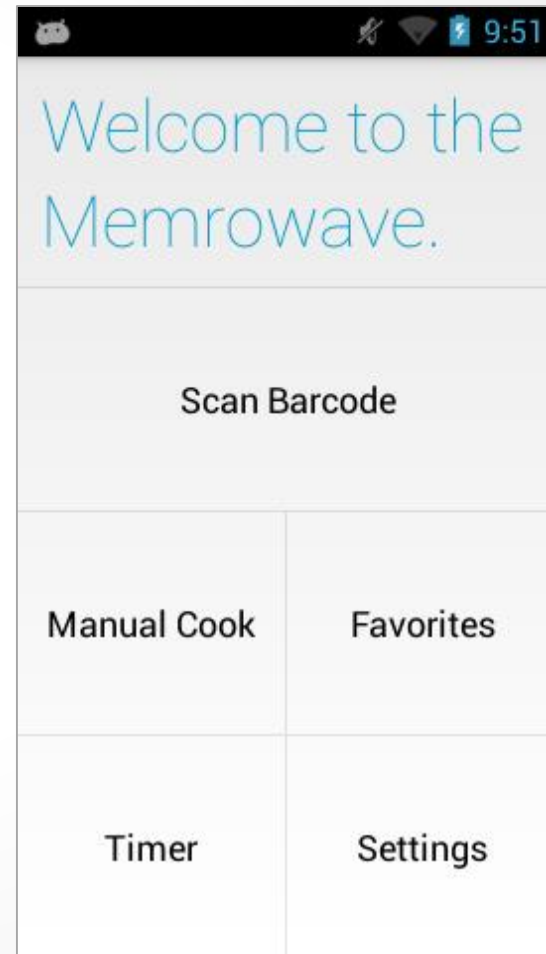 9:51
Welcome to the
Memrowave.
Scan Barcode
Manual Cook
Favorites
Timer
Settings